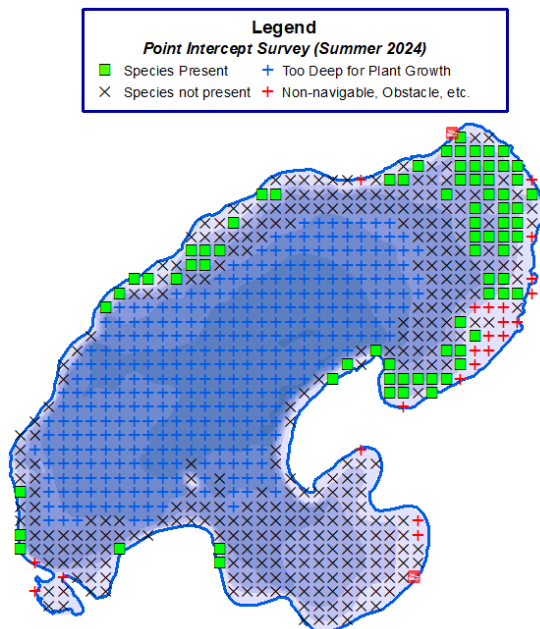 Legend
Point Intercept Survey (Summer 2024)
Species Present
Too Deep for Plant Growth
Species not present
Non-navigable, Obstacle, etc.